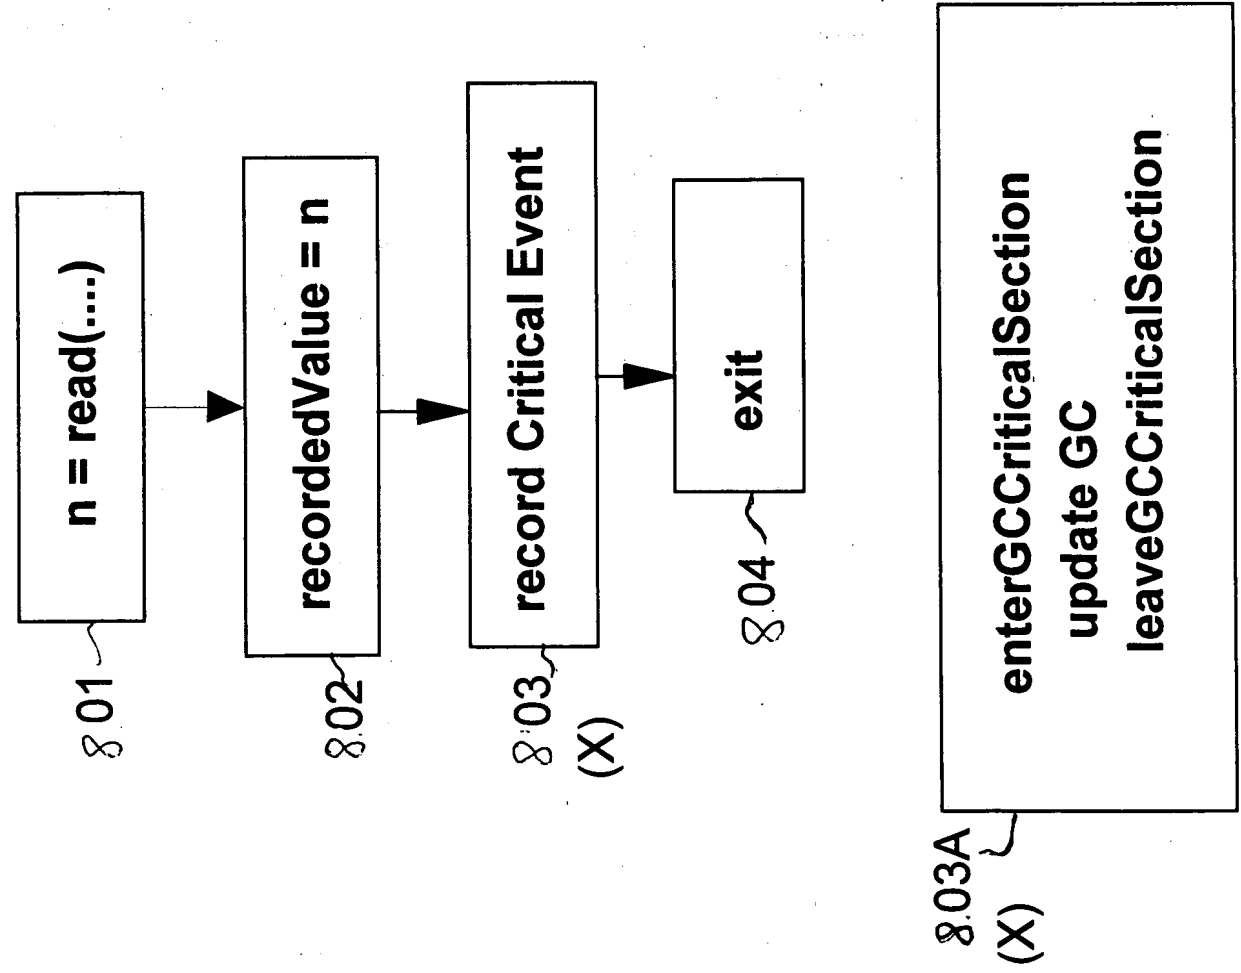 n = read(....)
801
recordedValue = n
802
record Critical Event
803
(X)
exit
804
enterGCCriticalSection
update GC
leaveGCCriticalSection
803A
(X)